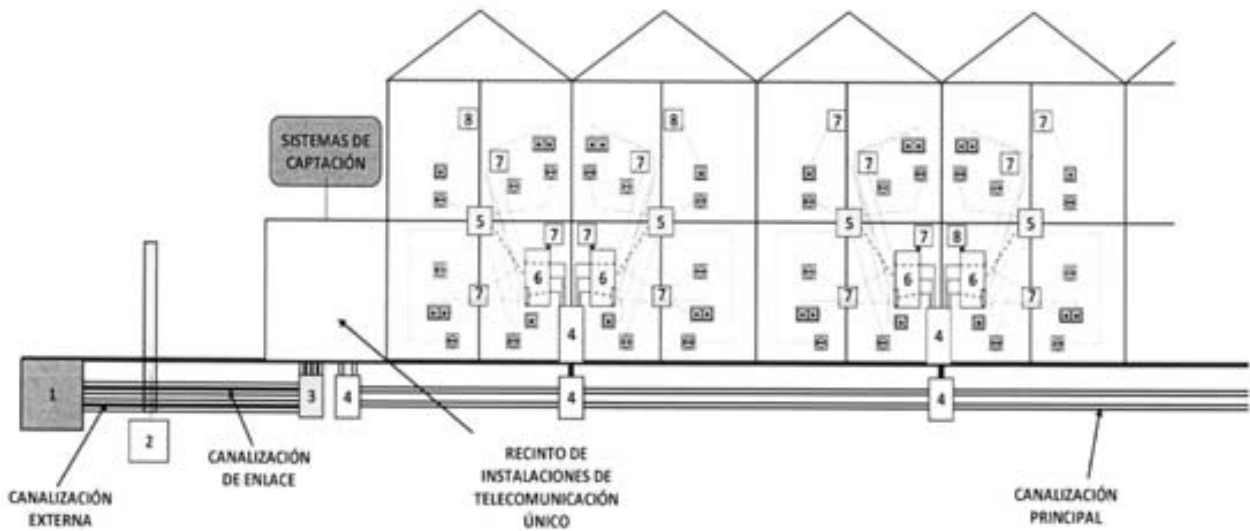 SISTEMAS DE
CAPTACIÓN
8
8
7
7
7
7
7
7
5
5
5
5
7
7
7
8
6
6
6
6
7
7
7
7
4
4
1
2
3
4
4
4
CANALIZACIÓN
EXTERNA
CANALIZACIÓN
DE ENLACE
RECINTO DE
INSTALACIONES DE
TELECOMUNICACIÓN
ÚNICO
CANALIZACIÓN
PRINCIPAL